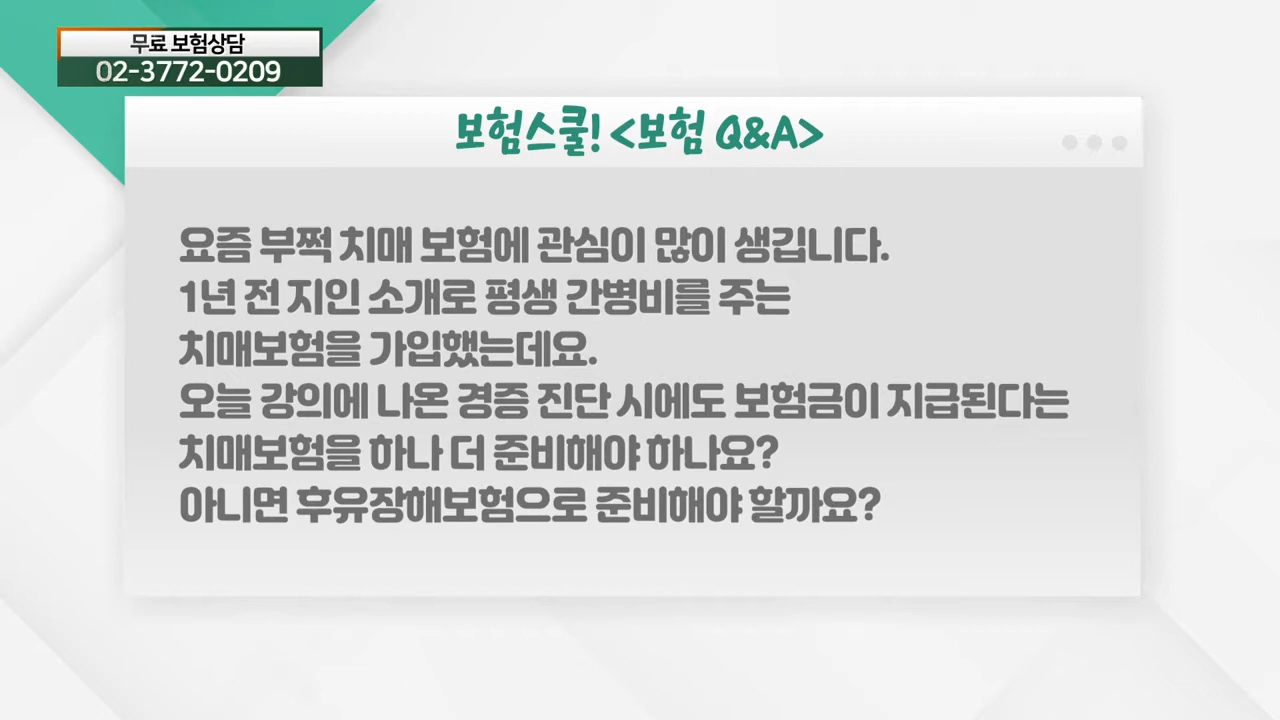 무료 보험상담
02-3772-0209
보험스쿨! <보험 Q&A>
요즘 부쩍 치매 보험에 관심이 많이 생깁니다.
1년 전 지인 소개로 평생 간병비를 주는
치매보험을 가입했는데요.
오늘 강의에 나온 경증 진단 시에도 보험금이 지급된다는
치매보험을 하나 더 준비해야 하나요?
아니면 후유장해보험으로 준비해야 할까요?